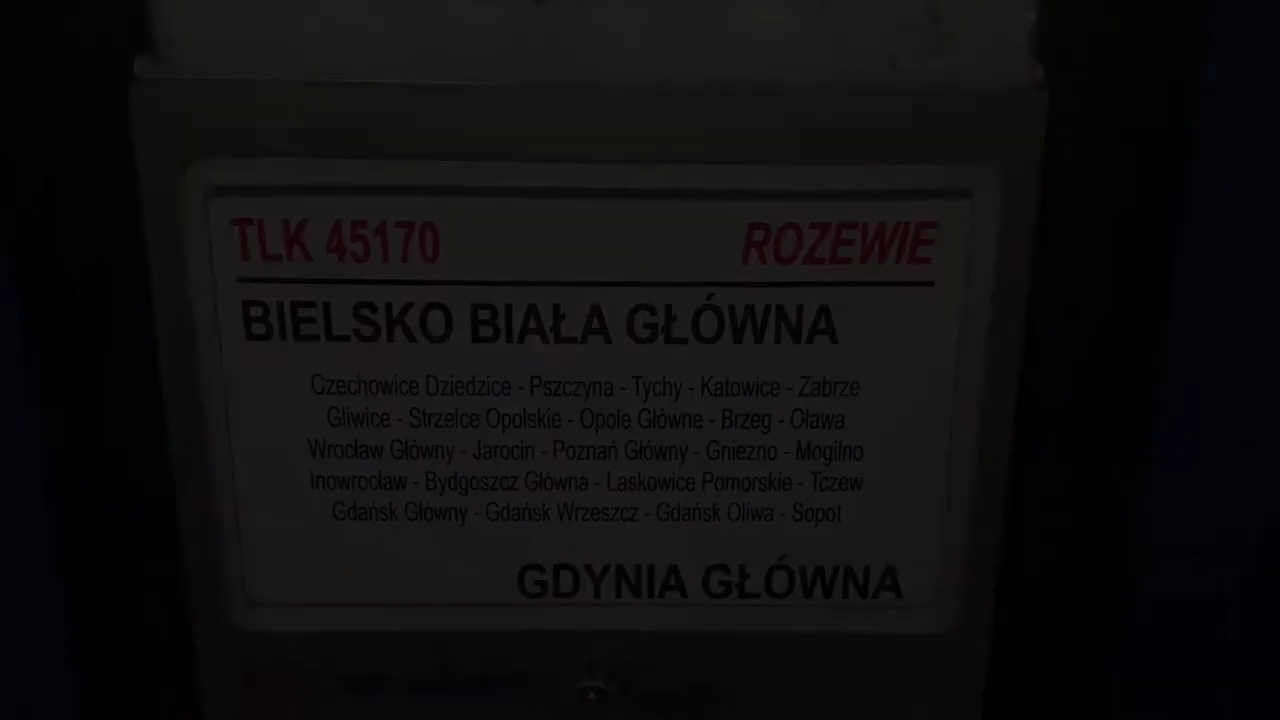 TLK 45170 ROZEWIE
BIELSKO BIAŁA GŁÓWNA
Czechowice Dziedzice - Pszczyna - Tychy - Katowice - Zabrze
Gliwice - Strzelce Opolskie - Opole Główne - Brzeg - Oława
Wrocław Główny - Jarocin - Poznań Główny - Gniezno - Mogilno
Inowrocław - Bydgoszcz Główna - Laskowice Pomorskie - Tczew
Gdańsk Główny - Gdańsk Wrzeszcz - Gdańsk Oliwa - Sopot
GDYNIA GŁÓWNA